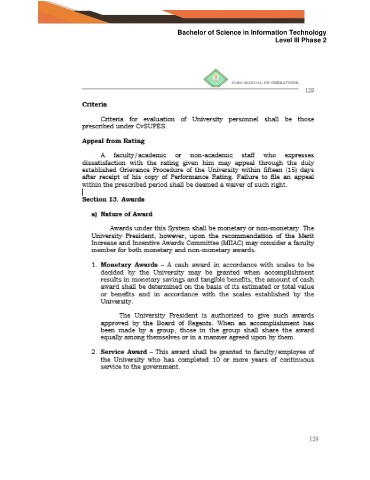 Bachelor of Science in Information Technology
Level III Phase 2
CvSU MANUAL OF OPERATIONS
129
Criteria
Criteria for evaluation of University personnel shall be those
prescribed under CvSUPES.
Appeal from Rating
A faculty/academic or non-academic staff who expresses
dissatisfaction with the rating given him may appeal through the duly
established Grievance Procedure of the University within fifteen (15) days
after receipt of his copy of Performance Rating. Failure to file an appeal
within the prescribed period shall be deemed a waiver of such right.
Section 13. Awards
a) Nature of Award
Awards under this System shall be monetary or non-monetary. The
University President, however, upon the recommendation of the Merit
Increase and Incentive Awards Committee (MIIAC) may consider a faculty
member for both monetary and non-monetary awards.
1. Monetary Awards – A cash award in accordance with scales to be
decided by the University may be granted when accomplishment
results in monetary savings and tangible benefits, the amount of cash
award shall be determined on the basis of its estimated or total value
or benefits and in accordance with the scales established by the
University.
The University President is authorized to give such awards
approved by the Board of Regents. When an accomplishment has
been made by a group, those in the group shall share the award
equally among themselves or in a manner agreed upon by them.
2. Service Award – This award shall be granted to faculty/employee of
the University who has completed 10 or more years of continuous
service to the government.
129